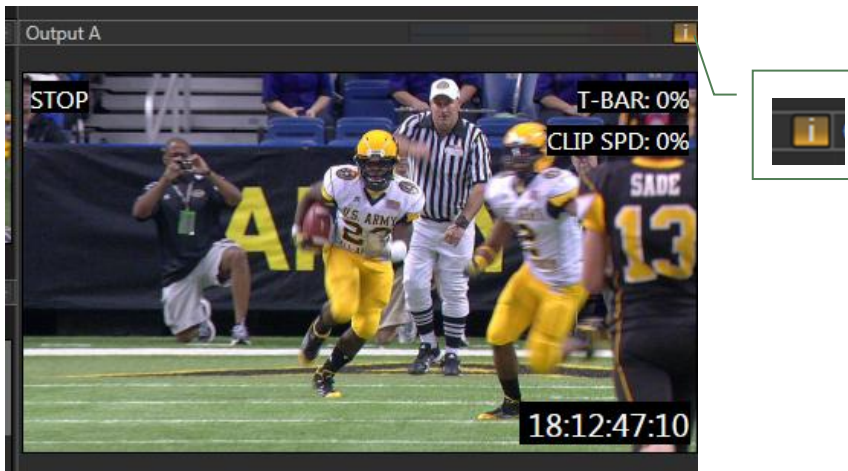 Output A
i
STOP
T-BAR: 0%
CLIP SPD: 0%
i
SADE
13
U.S. ARMY
18:12:47:10